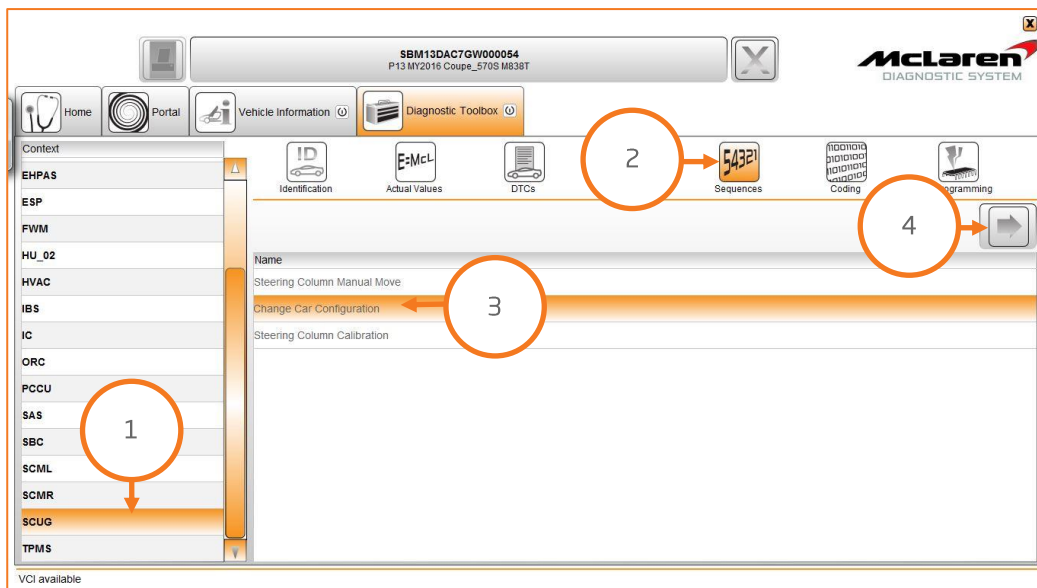 SBM13DAC7GW000054
P13 MY2016 Coupe_570S M838T
McLaren
DIAGNOSTIC SYSTEM
Home
Portal
Vehicle Information
Diagnostic Toolbox
Context
EHPAS
ESP
FWM
HU_02
HVAC
IBS
IC
ORC
PCCU
SAS
SBC
SCML
SCMR
SCUG
TPMS
ID
Identification
E=McL
Actual Values
DTCs
2
54321
Sequences
Coding
gramming
4
Name
Steering Column Manual Move
Change Car Configuration
3
Steering Column Calibration
1
VCI available